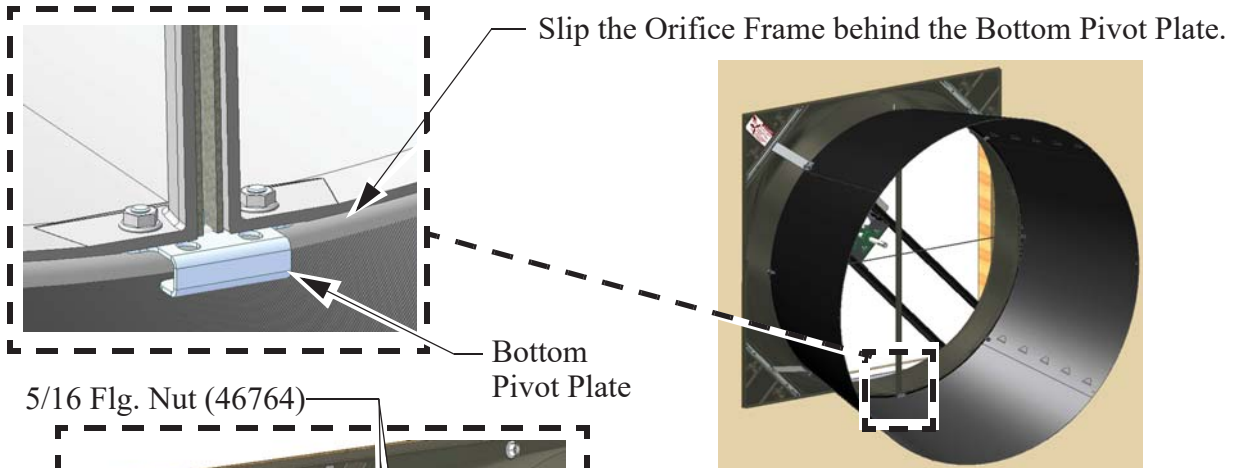 Slip the Orifice Frame behind the Bottom Pivot Plate.
Bottom
Pivot Plate
5/16 Flg. Nut (46764)